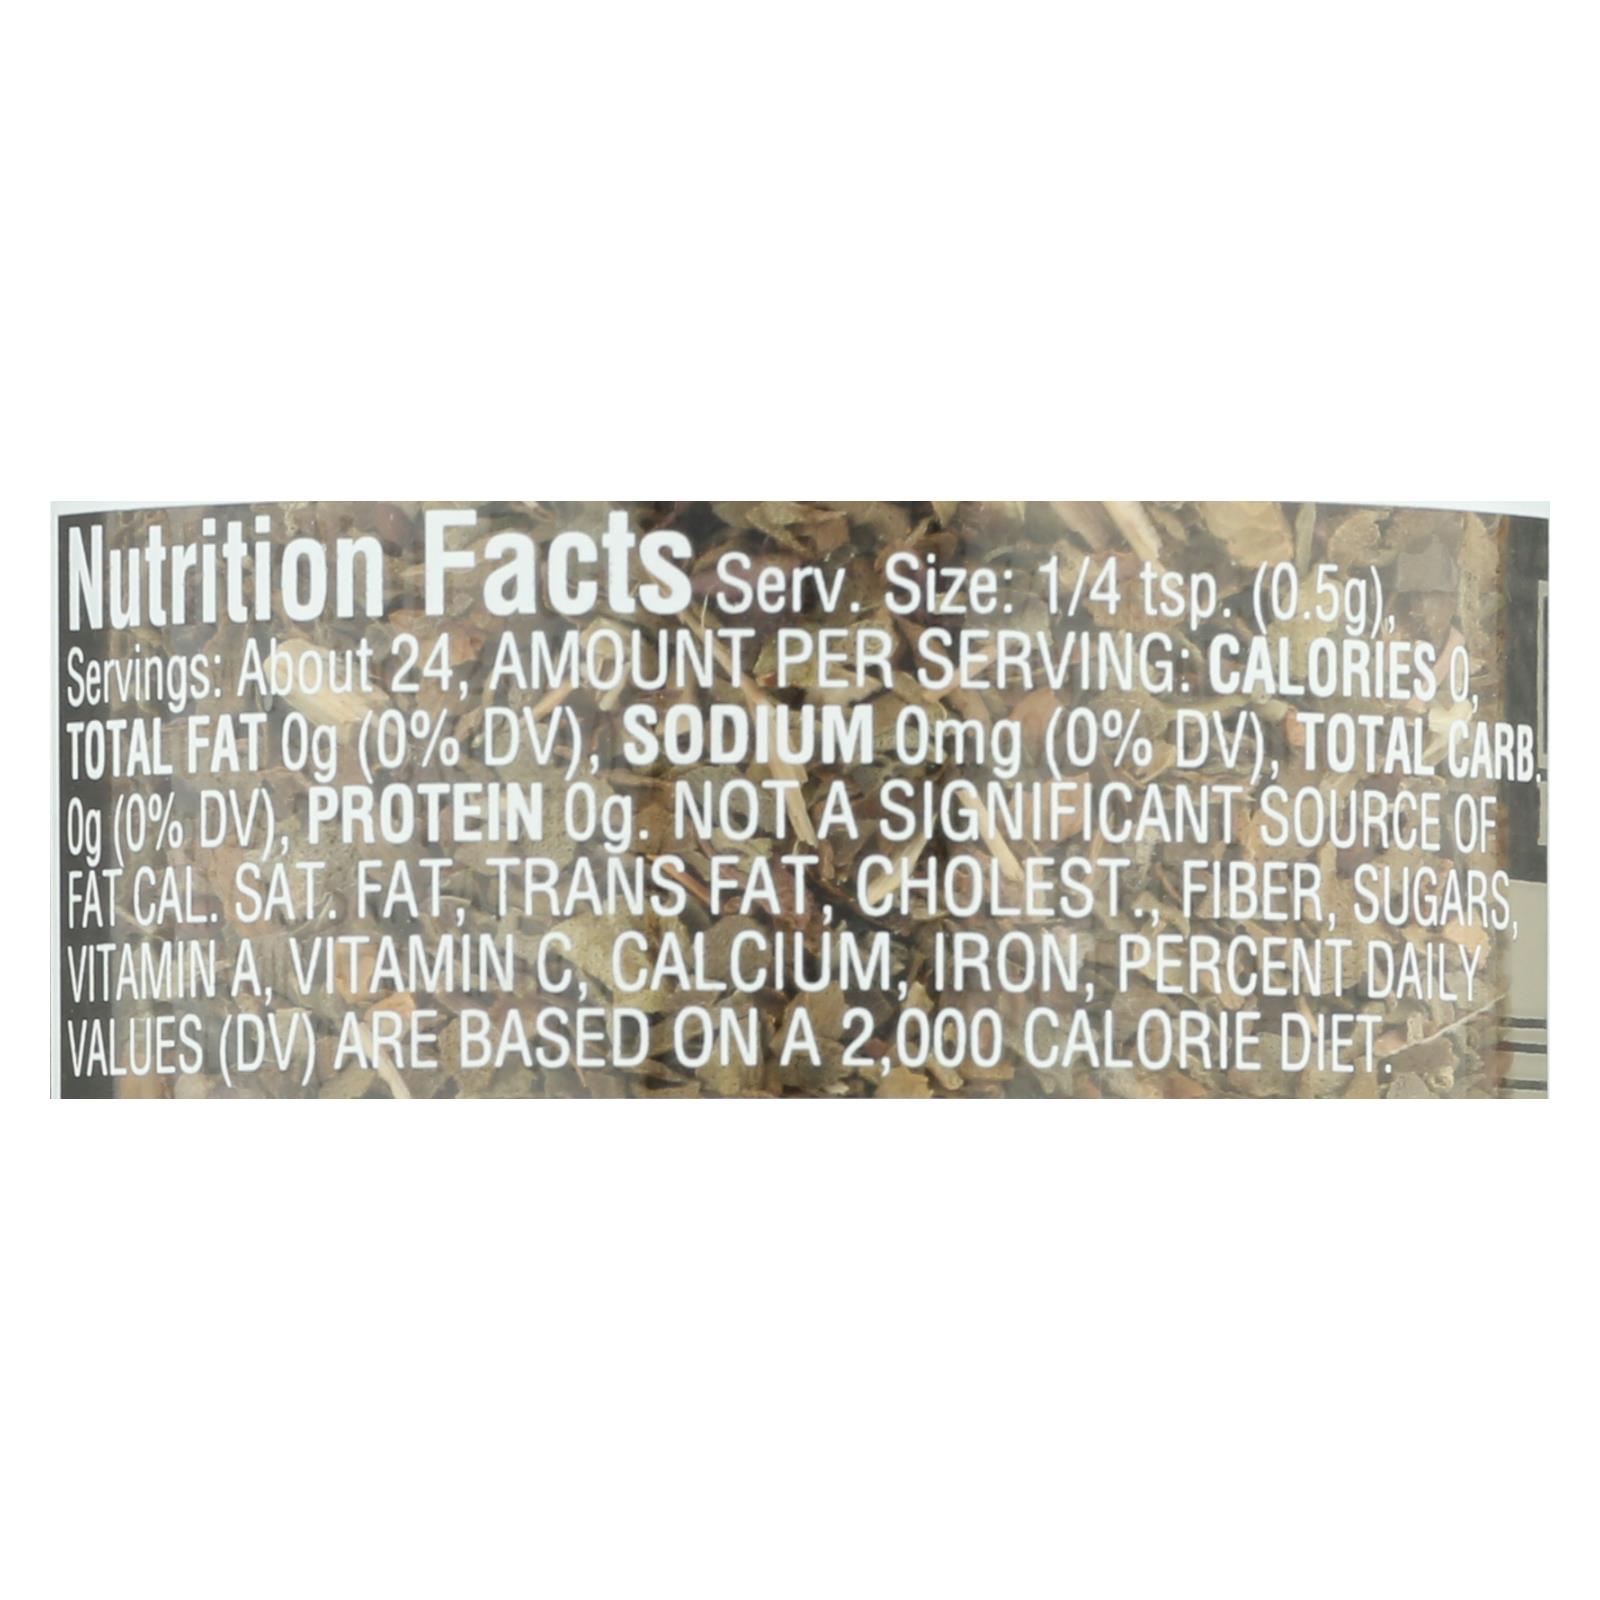 Nutrition Facts Serv. Size: 1/4 tsp. (0.5g),
Servings: About 24, AMOUNT PER SERVING: CALORIES 0,
TOTAL FAT 0g (0% DV), SODIUM 0mg (0% DV), TOTAL CARB.
0g (0% DV), PROTEIN 0g. NOT A SIGNIFICANT SOURCE OF
FAT CAL. SAT. FAT, TRANS FAT, CHOLEST., FIBER, SUGARS,
VITAMIN A, VITAMIN C, CALCIUM, IRON, PERCENT DAILY
VALUES (DV) ARE BASED ON A 2,000 CALORIE DIET.